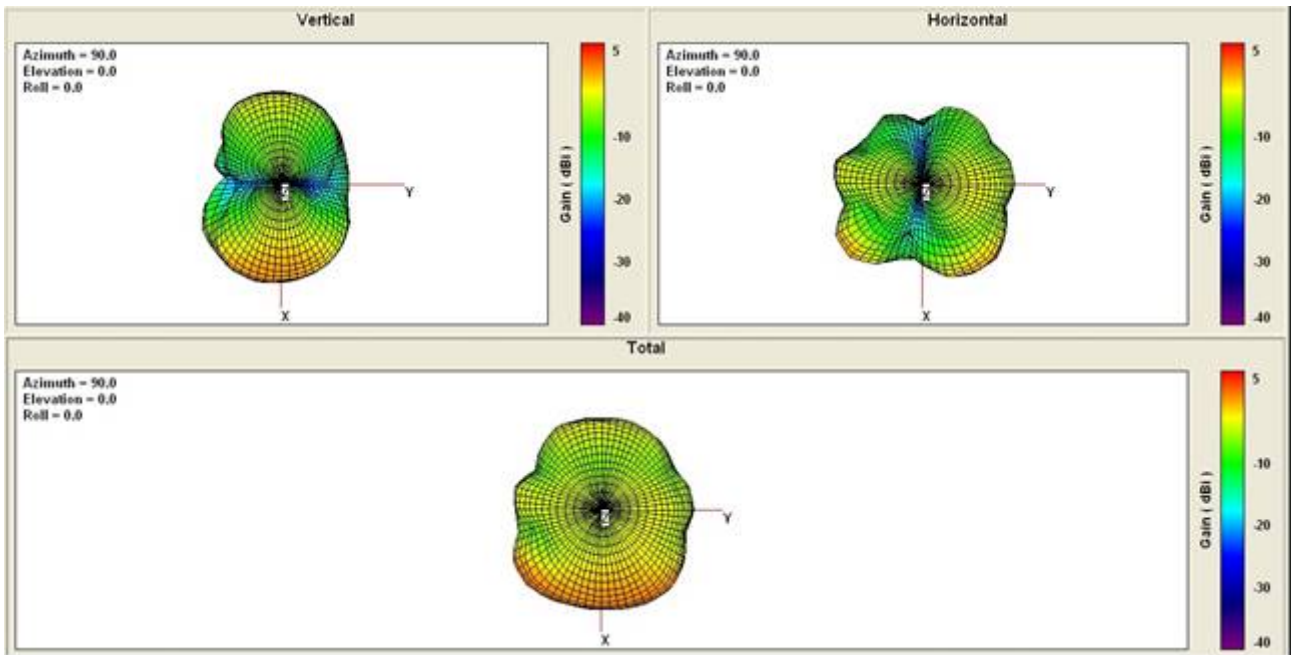 Vertical
Azimuth = 90.0
Elevation = 0.0
Roll = 0.0
Y
X
5
-10
-20
-30
-40
Gain ( dBi )
Horizontal
Azimuth = 90.0
Elevation = 0.0
Roll = 0.0
Y
X
5
-10
-20
-30
-40
Gain ( dBi )
Total
Azimuth = 90.0
Elevation = 0.0
Roll = 0.0
Y
X
5
-10
-20
-30
-40
Gain ( dBi )